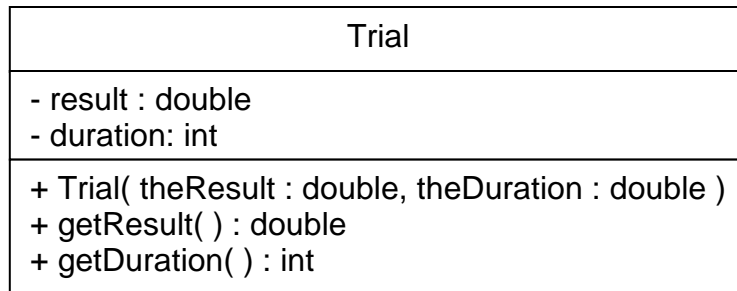 Trial
- result : double
- duration: int
+ Trial( theResult : double, theDuration : double )
+ getResult( ) : double
+ getDuration( ) : int